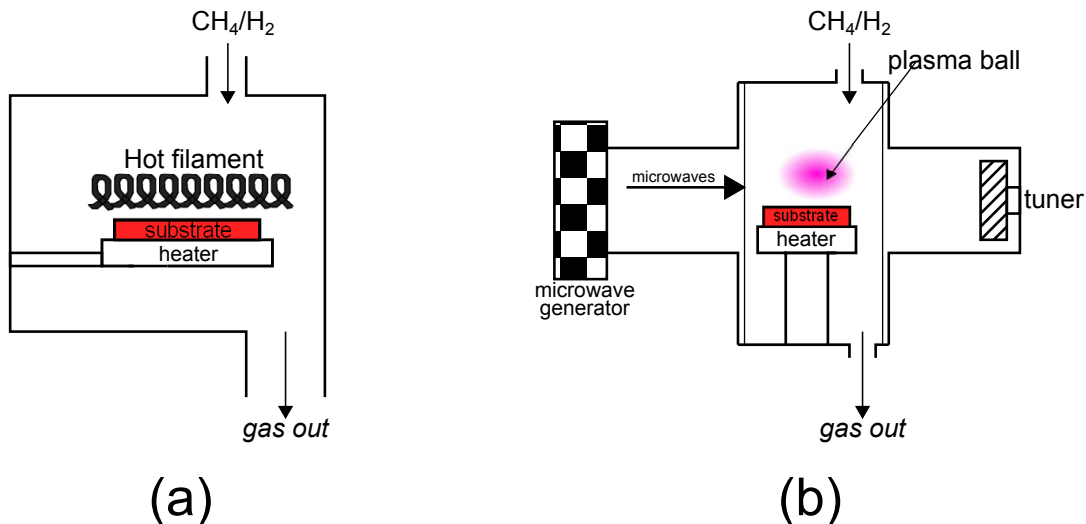 CH₄/H₂
Hot filament
substrate
heater
gas out
(a)
CH₄/H₂
plasma ball
microwaves
substrate
heater
tuner
microwave
generator
gas out
(b)